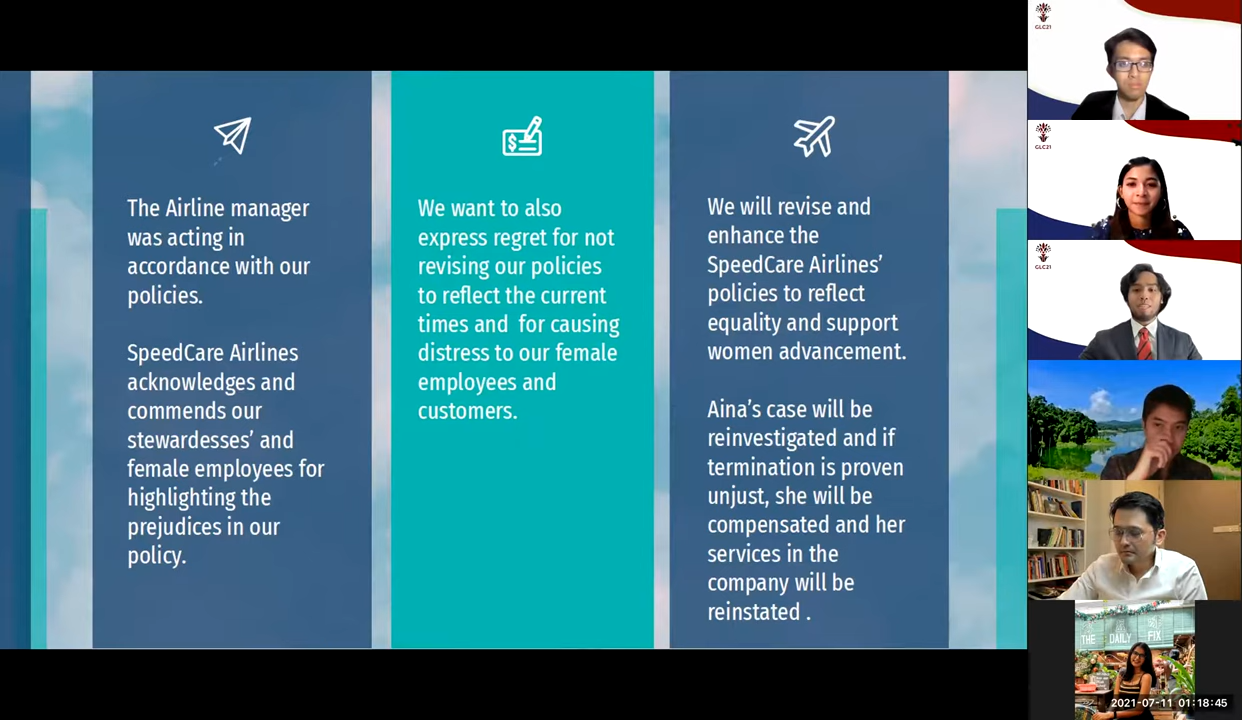 The Airline manager
was acting in
accordance with our
policies.
SpeedCare Airlines
acknowledges and
commends our
stewardesses’ and
female employees for
highlighting the
prejudices in our
policy.
We want to also
express regret for not
revising our policies
to reflect the current
times and  for causing
distress to our female
employees and
customers.
We will revise and
enhance the
SpeedCare Airlines’
policies to reflect
equality and support
women advancement.
Aina’s case will be
reinvestigated and if
termination is proven
unjust, she will be
compensated and her
services in the
company will be
reinstated .
GLC21
GLC21
GLC21
THE DAILY FIX
2021-07-11 01:18:45